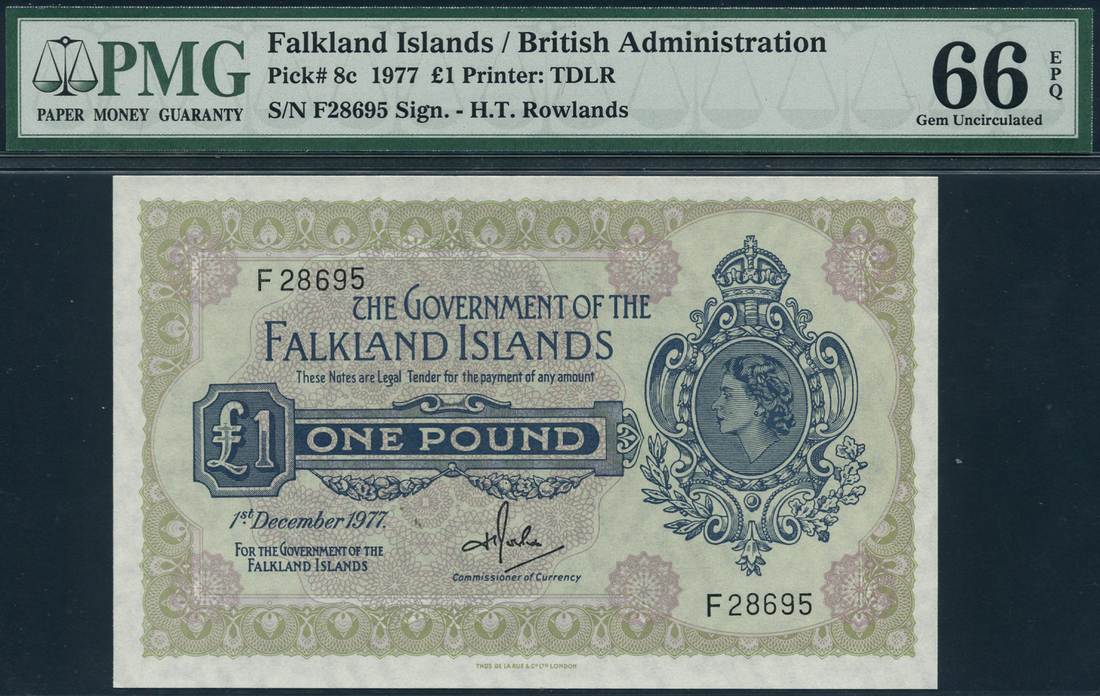 PMG
PAPER MONEY GUARANTY
Falkland Islands / British Administration
Pick# 8c 1977 £1 Printer: TDLR
S/N F28695 Sign. - H.T. Rowlands
66 EPQ
Gem Uncirculated
F 28695
THE GOVERNMENT OF THE
FALKLAND ISLANDS
These Notes are Legal Tender for the payment of any amount
£1 ONE POUND
1st December 1977.
FOR THE GOVERNMENT OF THE
FALKLAND ISLANDS
Commissioner of Currency
F 28695
THOS. DE LA RUE & CO LTD LONDON